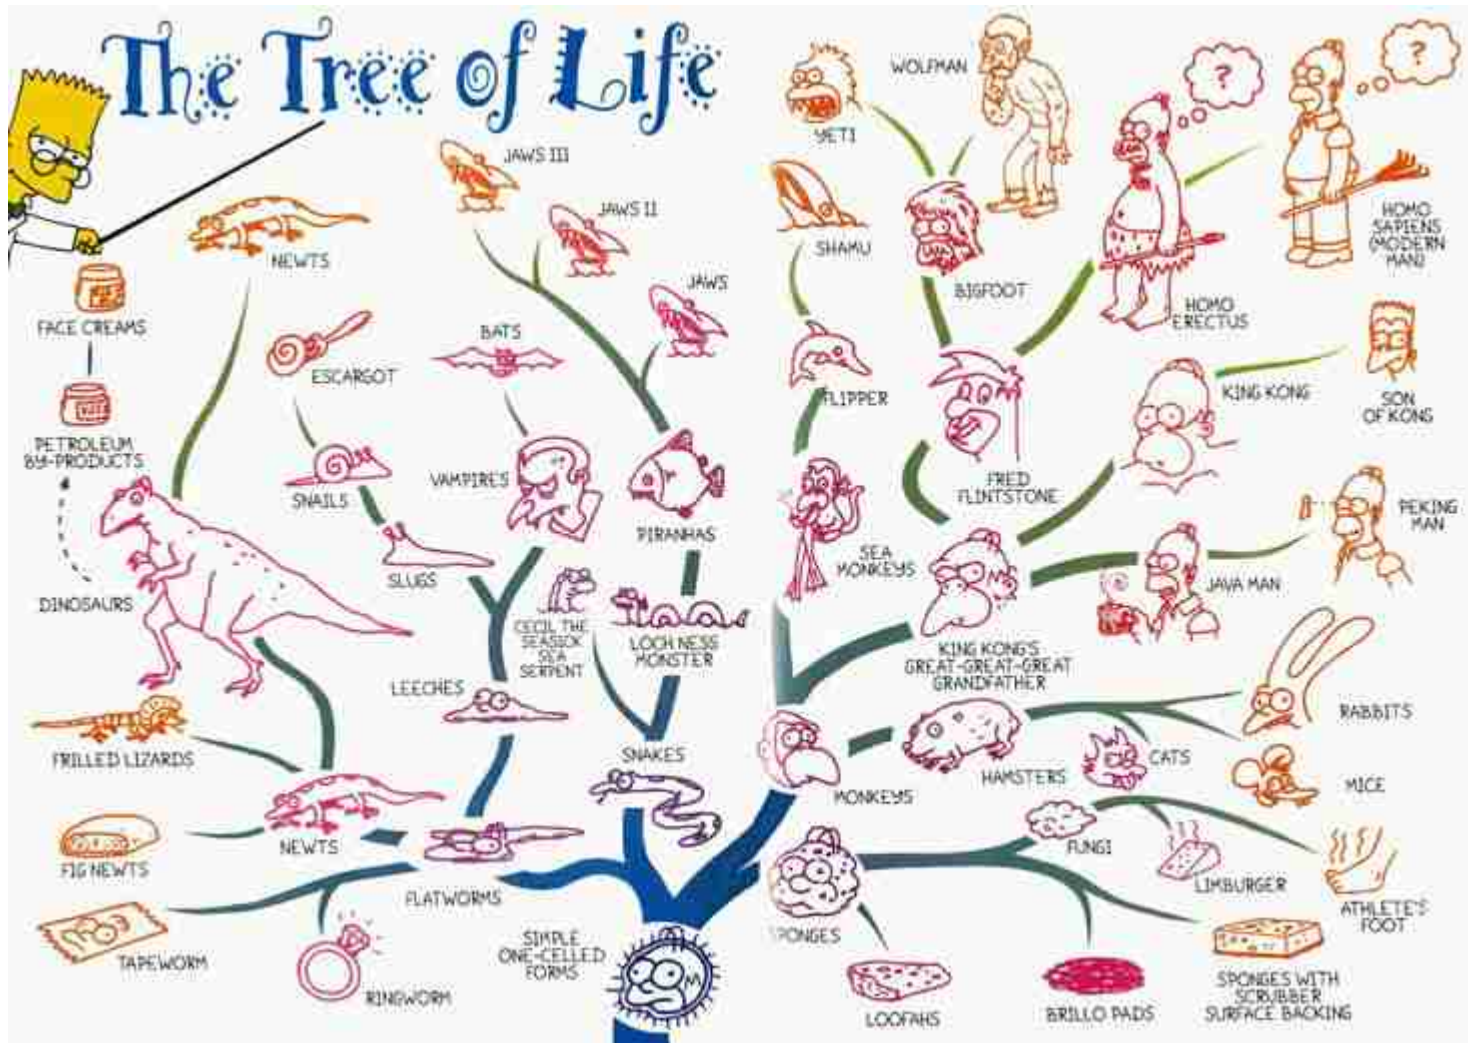 The Tree of Life
WOLFMAN
?
?
YETI
JAWS III
JAWS II
NEWTS
SHAMU
HOMO
SAPIENS
(MODERN
MAN)
BIGFOOT
JAWS
HOMO
ERECTUS
FACE CREAMS
BATS
ESCARGOT
FLIPPER
KING KONG
SON
OF KONG
PETROLEUM
BY-PRODUCTS
SNAILS
VAMPIRES
PIRANHAS
FRED
FLINTSTONE
PEKING
MAN
SEA
MONKEYS
SLUGS
JAVA MAN
DINOSAURS
CECIL THE
SEASICK
SEA
SERPENT
LOCH NESS
MONSTER
KING KONG'S
GREAT-GREAT-GREAT
GRANDFATHER
LEECHES
RABBITS
FRILLED LIZARDS
SNAKES
HAMSTERS
CATS
MICE
MONKEYS
NEWTS
FUNGI
FIG NEWTS
LIMBURGER
FLATWORMS
ATHLETE'S
FOOT
SPONGES
TAPEWORM
SIMPLE
ONE-CELLED
FORMS
M
RINGWORM
LOOFAHS
BRILLO PADS
SPONGES WITH
SCRUBBER
SURFACE BACKING